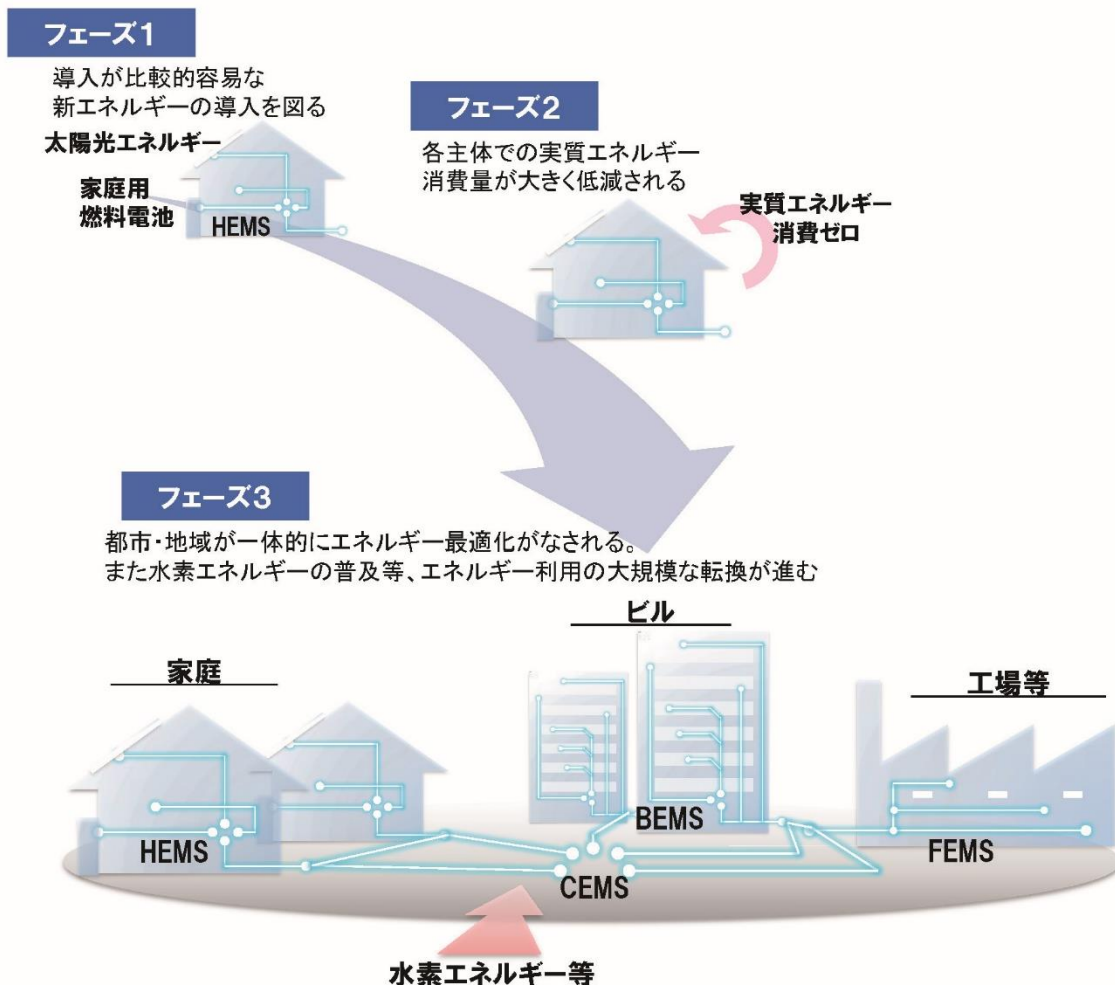 フェーズ1
導入が比較的容易な
新エネルギーの導入を図る
太陽光エネルギー
家庭用
燃料電池
HEMS
フェーズ2
各主体での実質エネルギー
消費量が大きく低減される
実質エネルギー
消費ゼロ
フェーズ3
都市・地域が一体的にエネルギー最適化がなされる。
また水素エネルギーの普及等、エネルギー利用の大規模な転換が進む
家庭
ビル
工場等
HEMS
BEMS
FEMS
CEMS
水素エネルギー等